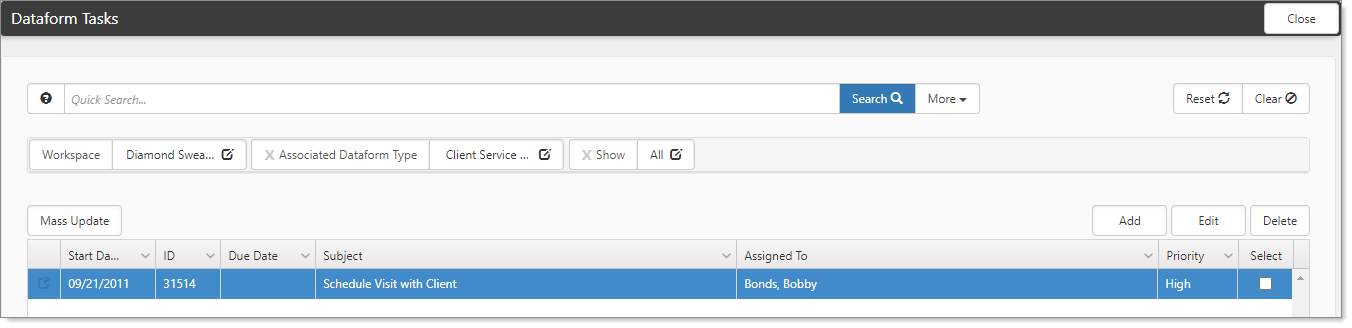 Dataform Tasks Close
Quick Search... Search More Reset Clear
Workspace Diamond Swea... X Associated Dataform Type Client Service ... X Show All
Mass Update Add Edit Delete
Start Da... ID Due Date Subject Assigned To Priority Select
09/21/2011 31514 Schedule Visit with Client Bonds, Bobby High